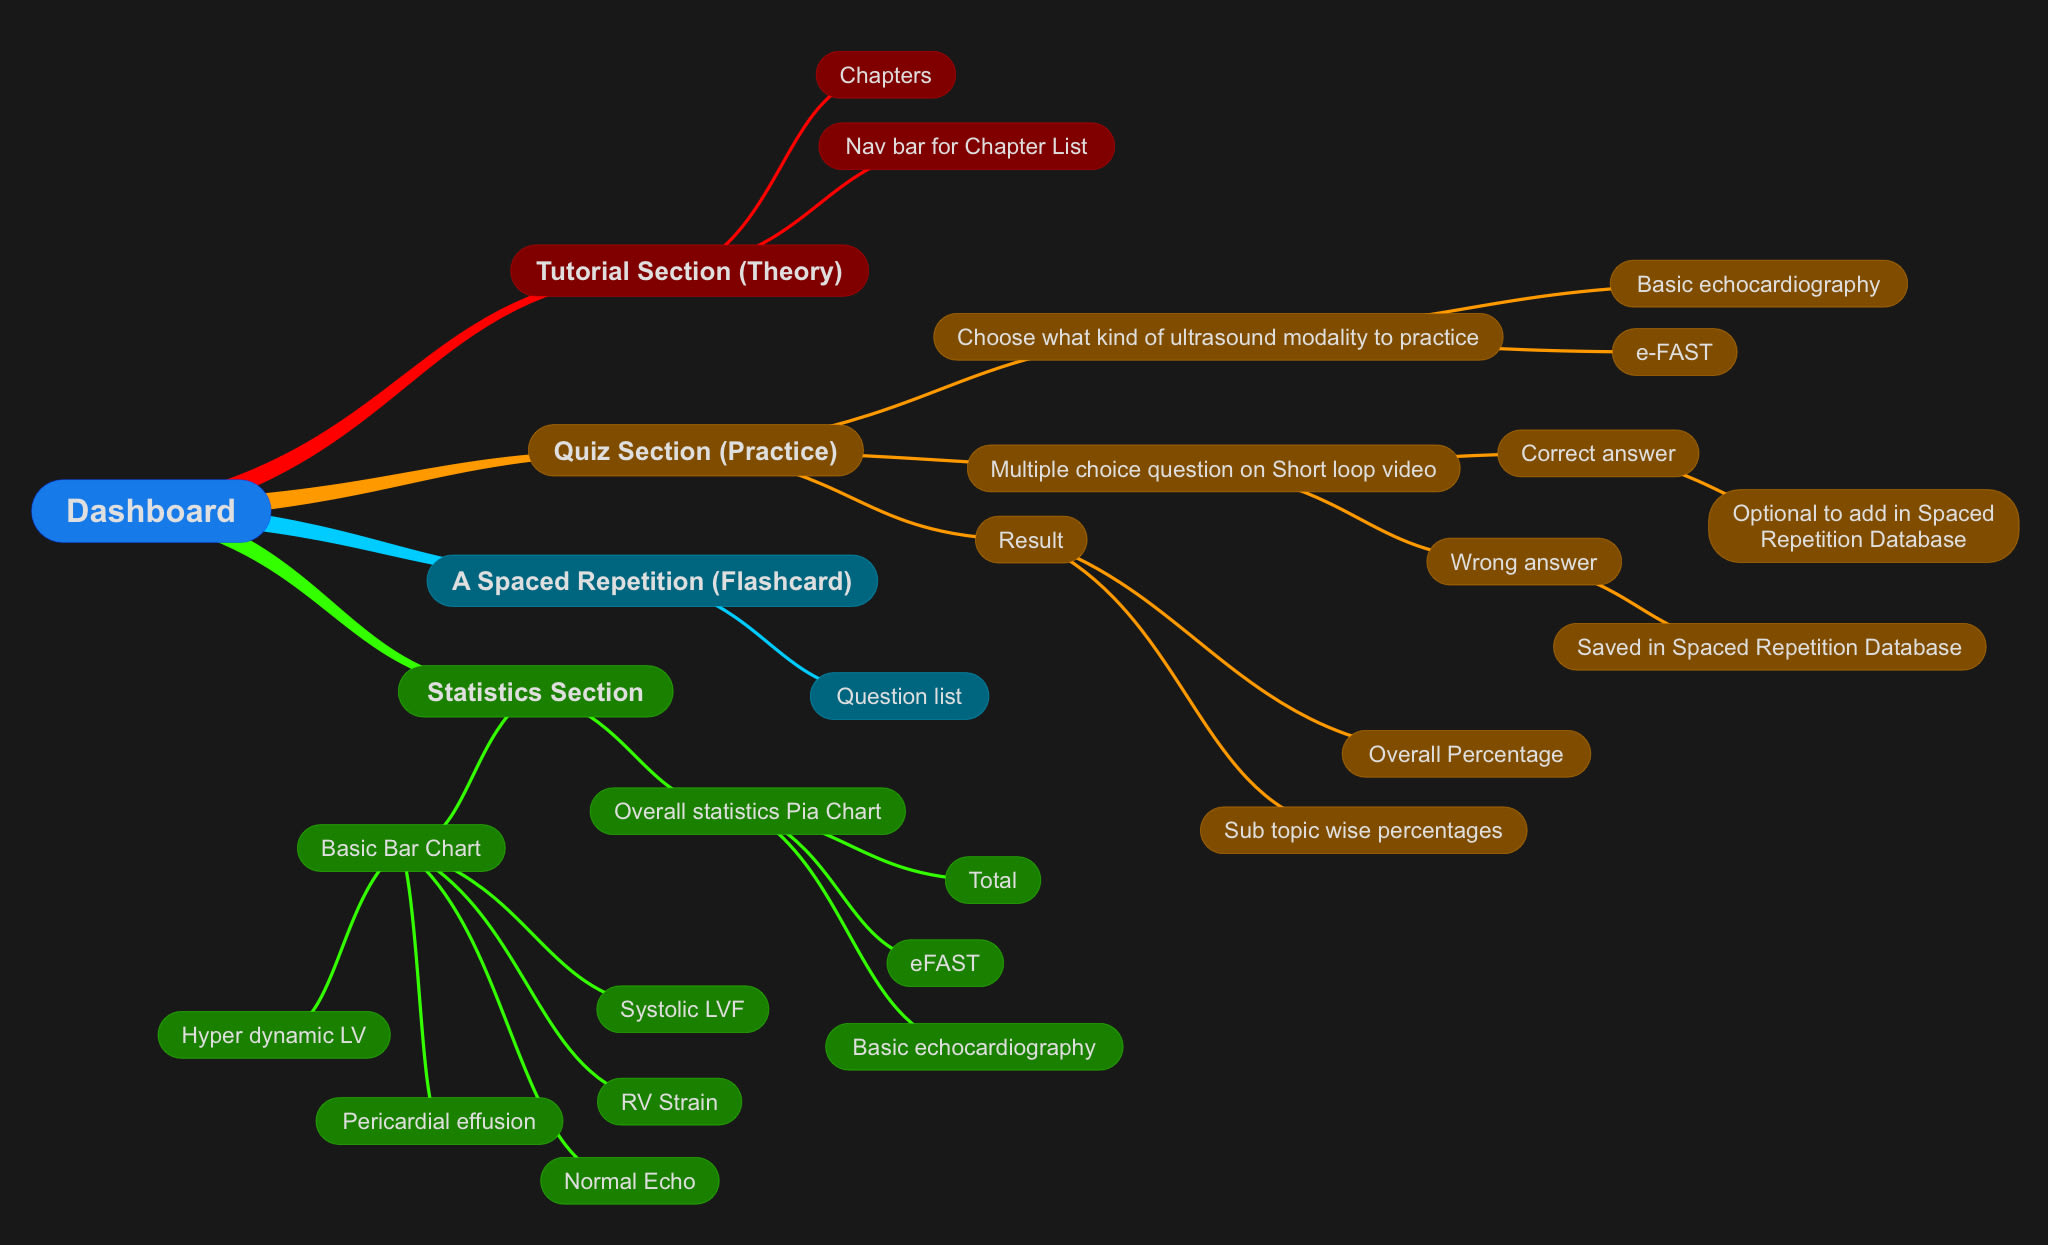 Dashboard
Tutorial Section (Theory)
Chapters
Nav bar for Chapter List
Quiz Section (Practice)
Choose what kind of ultrasound modality to practice
Basic echocardiography
e-FAST
Multiple choice question on Short loop video
Correct answer
Optional to add in Spaced
Repetition Database
Wrong answer
Saved in Spaced Repetition Database
Result
Overall Percentage
Sub topic wise percentages
A Spaced Repetition (Flashcard)
Question list
Statistics Section
Overall statistics Pia Chart
Total
eFAST
Basic echocardiography
Basic Bar Chart
Systolic LVF
RV Strain
Normal Echo
Pericardial effusion
Hyper dynamic LV